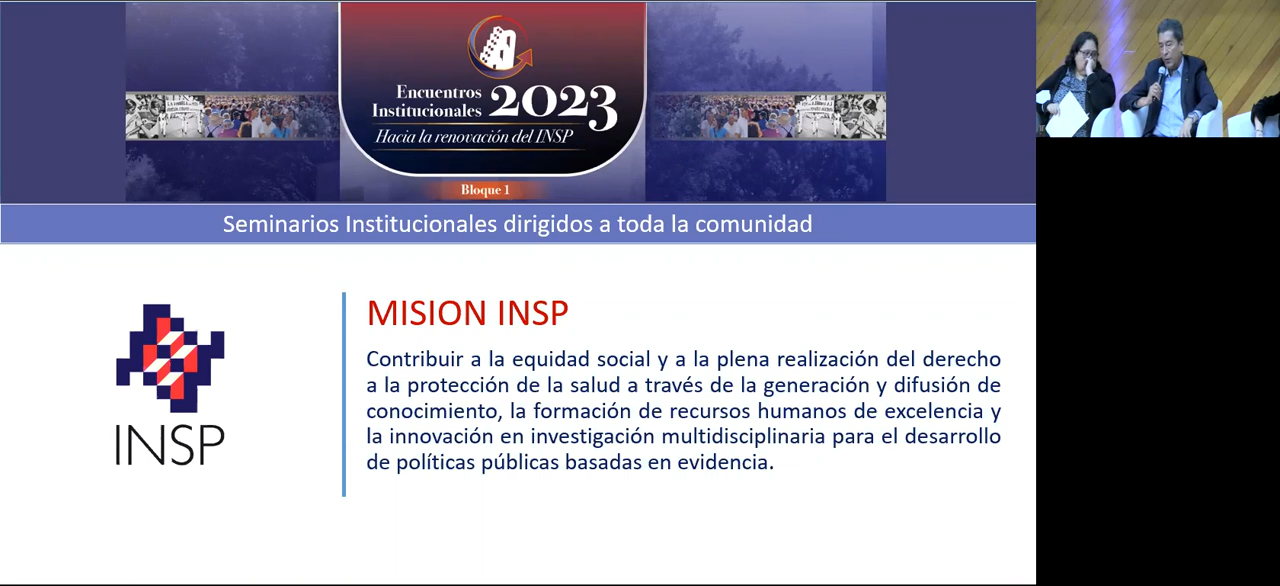 Encuentros
Institucionales 2023
Hacia la renovación del INSP
Bloque 1
Seminarios Institucionales dirigidos a toda la comunidad
MISION INSP
Contribuir a la equidad social y a la plena realización del derecho
a la protección de la salud a través de la generación y difusión de
conocimiento, la formación de recursos humanos de excelencia y
la innovación en investigación multidisciplinaria para el desarrollo
de políticas públicas basadas en evidencia.
INSP